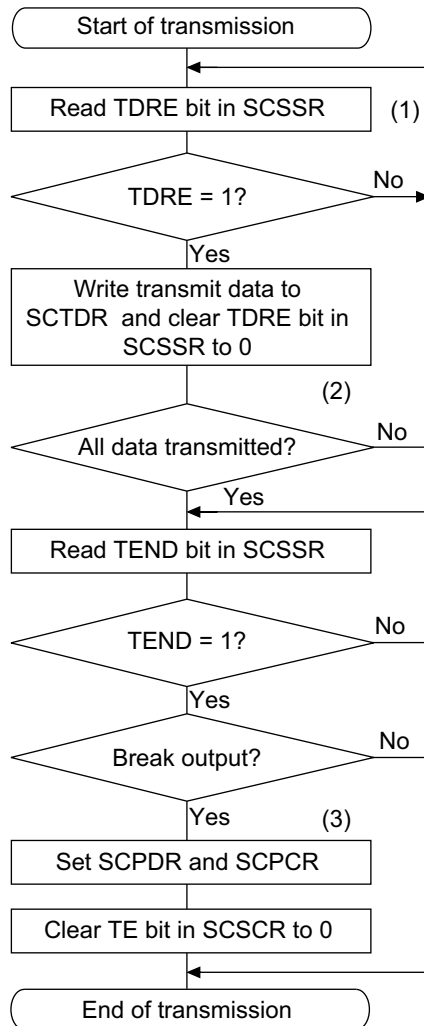 Start of transmission
Read TDRE bit in SCSSR
(1)
TDRE = 1?
No
Yes
Write transmit data to
SCTDR and clear TDRE bit in
SCSSR to 0
(2)
All data transmitted?
No
Yes
Read TEND bit in SCSSR
TEND = 1?
No
Yes
Break output?
No
Yes
(3)
Set SCPDR and SCPCR
Clear TE bit in SCSCR to 0
End of transmission